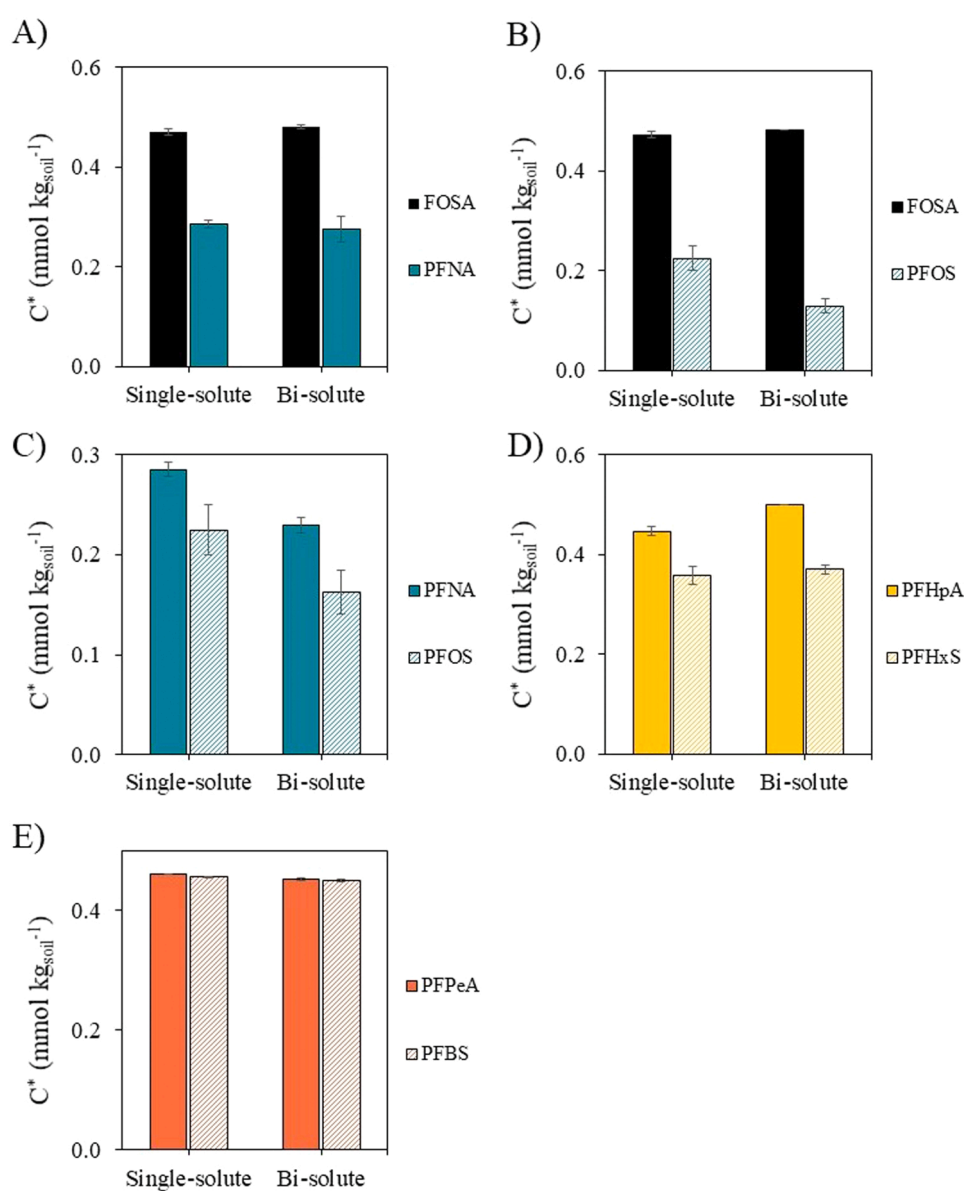 A)
0.6
0.4
0.2
0.0
C* (mmol kgsoil-1)
Single-solute Bi-solute
FOSA
PFNA
B)
0.6
0.4
0.2
0.0
C* (mmol kgsoil-1)
Single-solute Bi-solute
FOSA
PFOS
C)
0.3
0.2
0.1
0.0
C* (mmol kgsoil-1)
Single-solute Bi-solute
PFNA
PFOS
D)
0.6
0.4
0.2
0.0
C* (mmol kgsoil-1)
Single-solute Bi-solute
PFHpA
PFHxS
E)
0.4
0.2
0.0
C* (mmol kgsoil-1)
Single-solute Bi-solute
PFPeA
PFBS